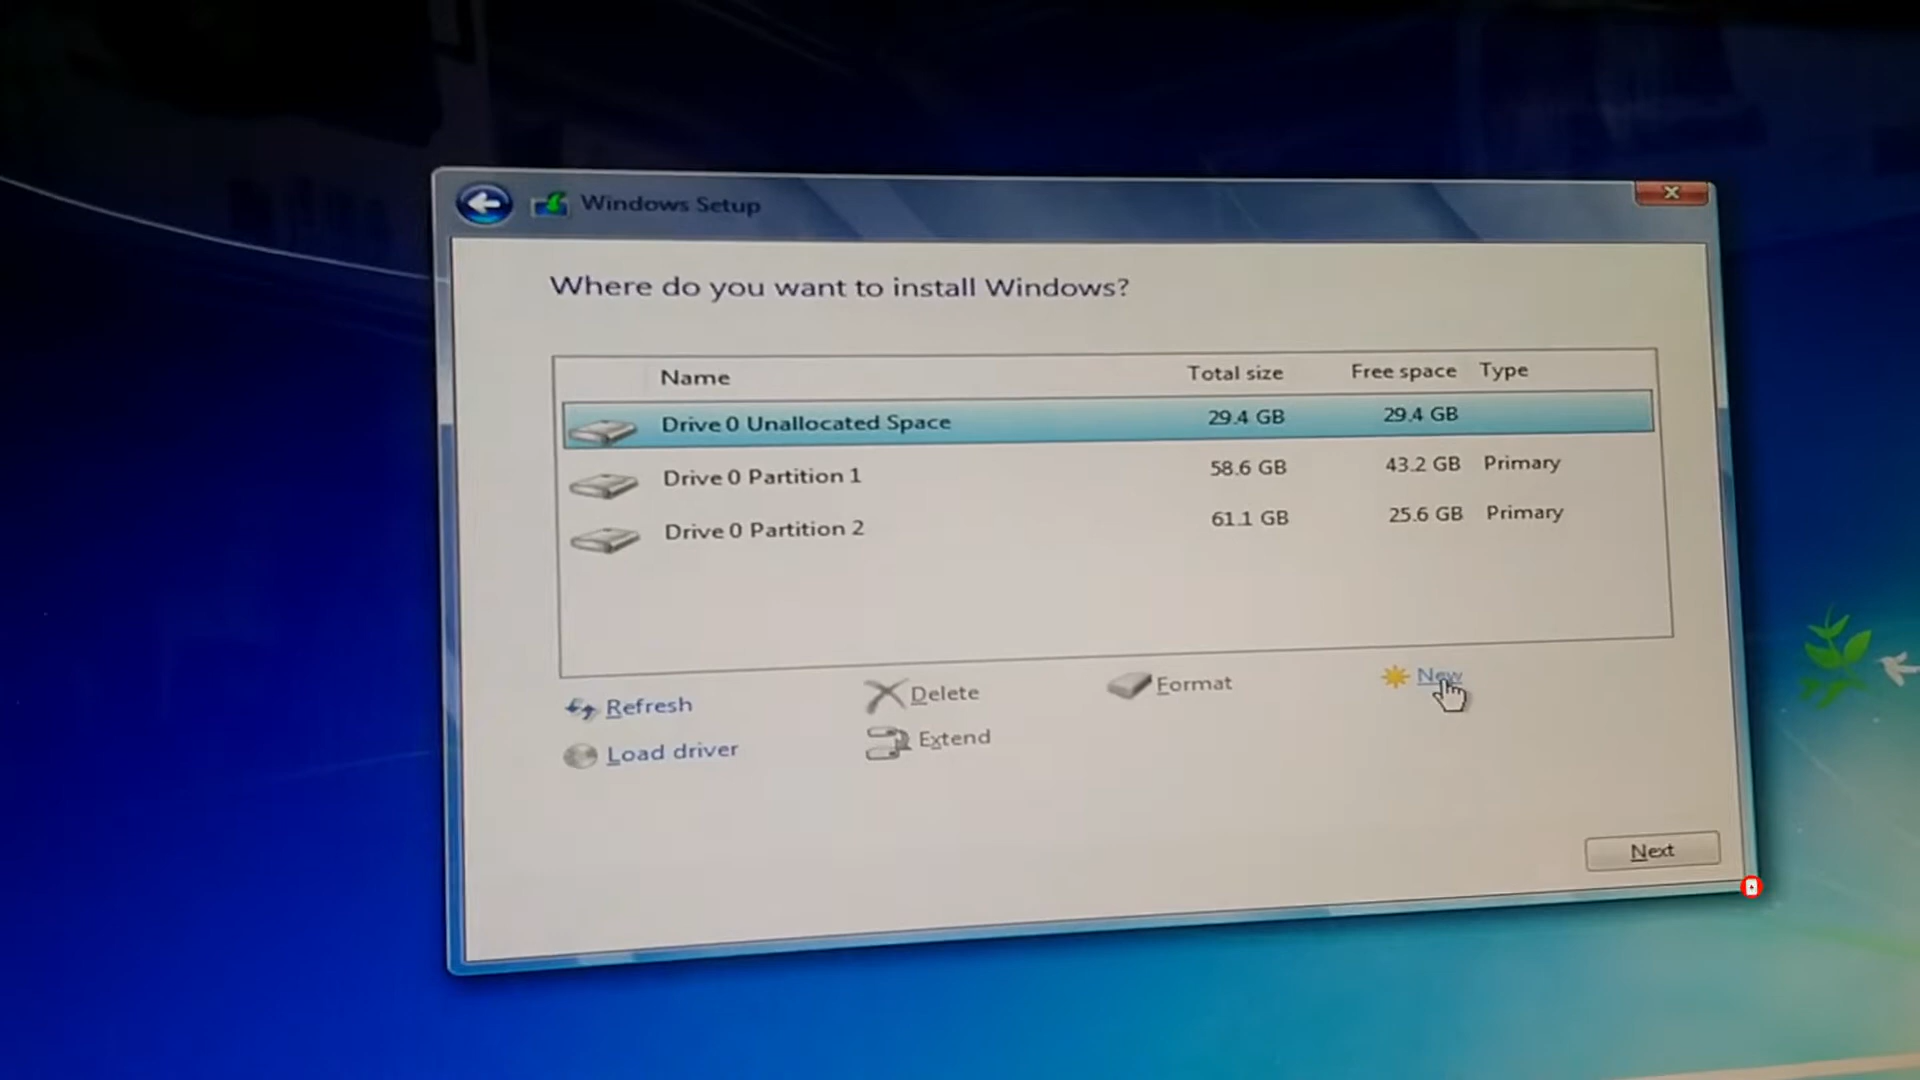 Windows Setup
Where do you want to install Windows?
Name Total size Free space Type
Drive 0 Unallocated Space 29.4 GB 29.4 GB
Drive 0 Partition 1 58.6 GB 43.2 GB Primary
Drive 0 Partition 2 61.1 GB 25.6 GB Primary
Refresh Delete Format New
Load driver Extend
Next